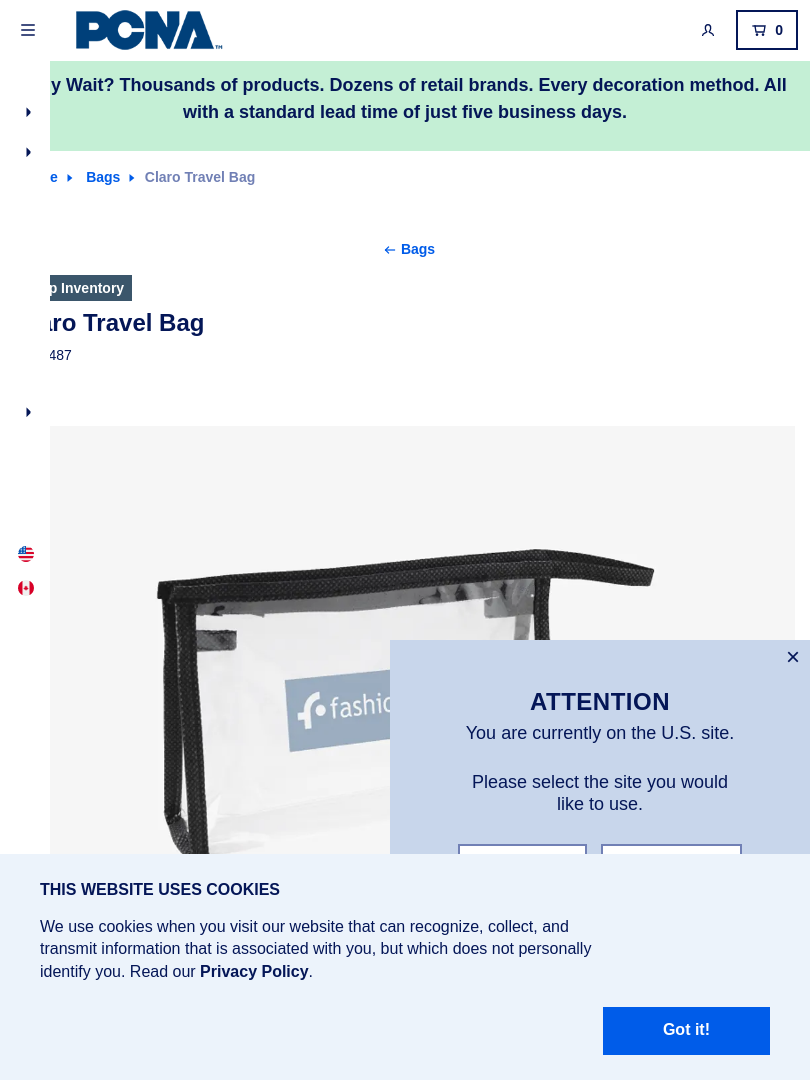 PCNA™
0
Wait? Thousands of products. Dozens of retail brands. Every decoration method. All
with a standard lead time of just five business days.
Bags
Claro Travel Bag
← Bags
Inventory
Travel Bag
487
ATTENTION
You are currently on the U.S. site.
Please select the site you would
like to use.
THIS WEBSITE USES COOKIES
We use cookies when you visit our website that can recognize, collect, and
transmit information that is associated with you, but which does not personally
identify you. Read our Privacy Policy.
Got it!